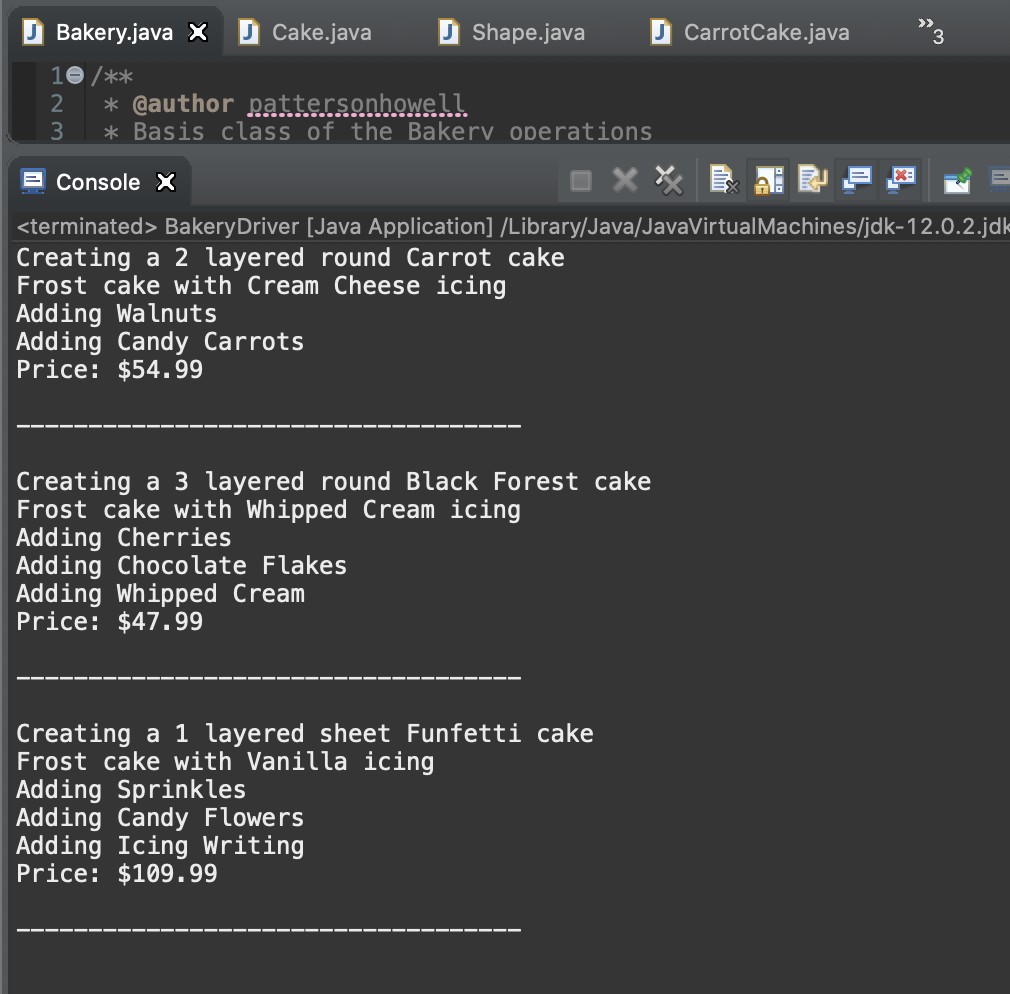 Bakery.java Cake.java Shape.java CarrotCake.java »3
1 /**
2 * @author pattersonhowell
3 * Basis class of the Bakery operations
Console
<terminated> BakeryDriver [Java Application] /Library/Java/JavaVirtualMachines/jdk-12.0.2.jdk
Creating a 2 layered round Carrot cake
Frost cake with Cream Cheese icing
Adding Walnuts
Adding Candy Carrots
Price: $54.99
___________________________________
Creating a 3 layered round Black Forest cake
Frost cake with Whipped Cream icing
Adding Cherries
Adding Chocolate Flakes
Adding Whipped Cream
Price: $47.99
___________________________________
Creating a 1 layered sheet Funfetti cake
Frost cake with Vanilla icing
Adding Sprinkles
Adding Candy Flowers
Adding Icing Writing
Price: $109.99
___________________________________